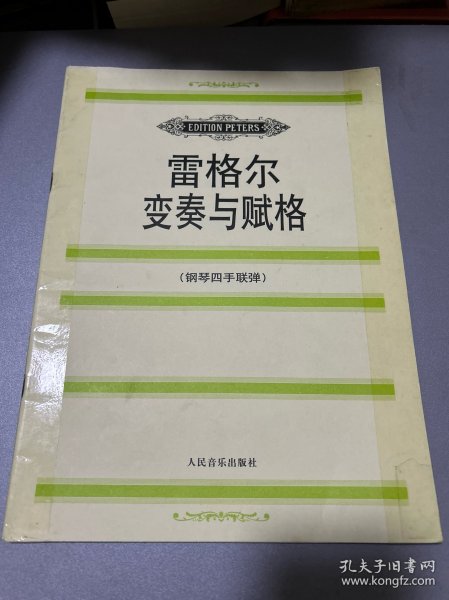 EDITION PETERS
雷格尔
变奏与赋格
（钢琴四手联弹）
人民音乐出版社
孔夫子旧书网
www.kongfz.com